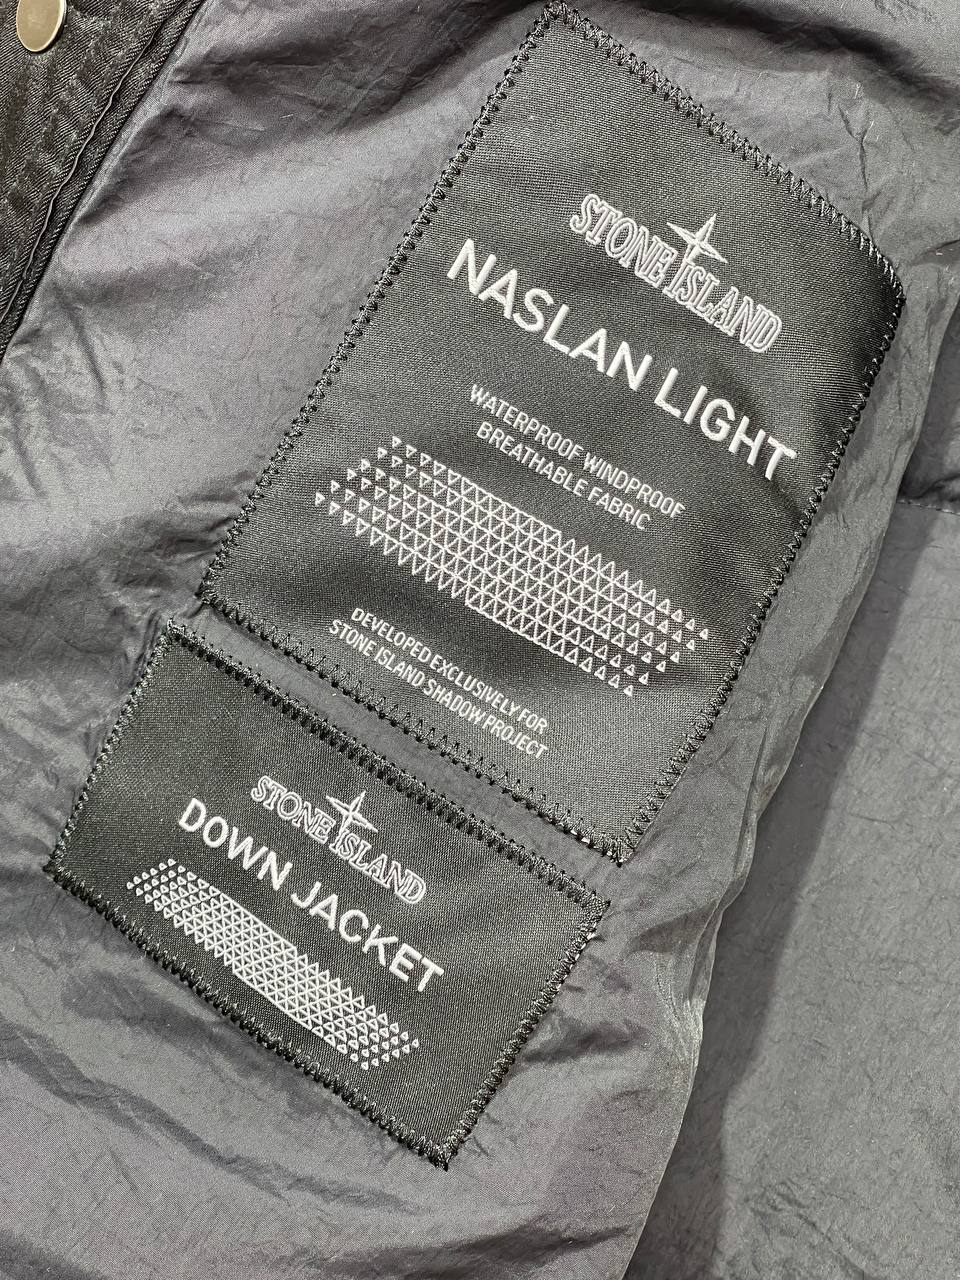 STONE ISLAND
NASLAN LIGHT
WATERPROOF WINDPROOF
BREATHABLE FABRIC
DEVELOPED EXCLUSIVELY FOR
STONE ISLAND SHADOW PROJECT
STONE ISLAND
DOWN JACKET